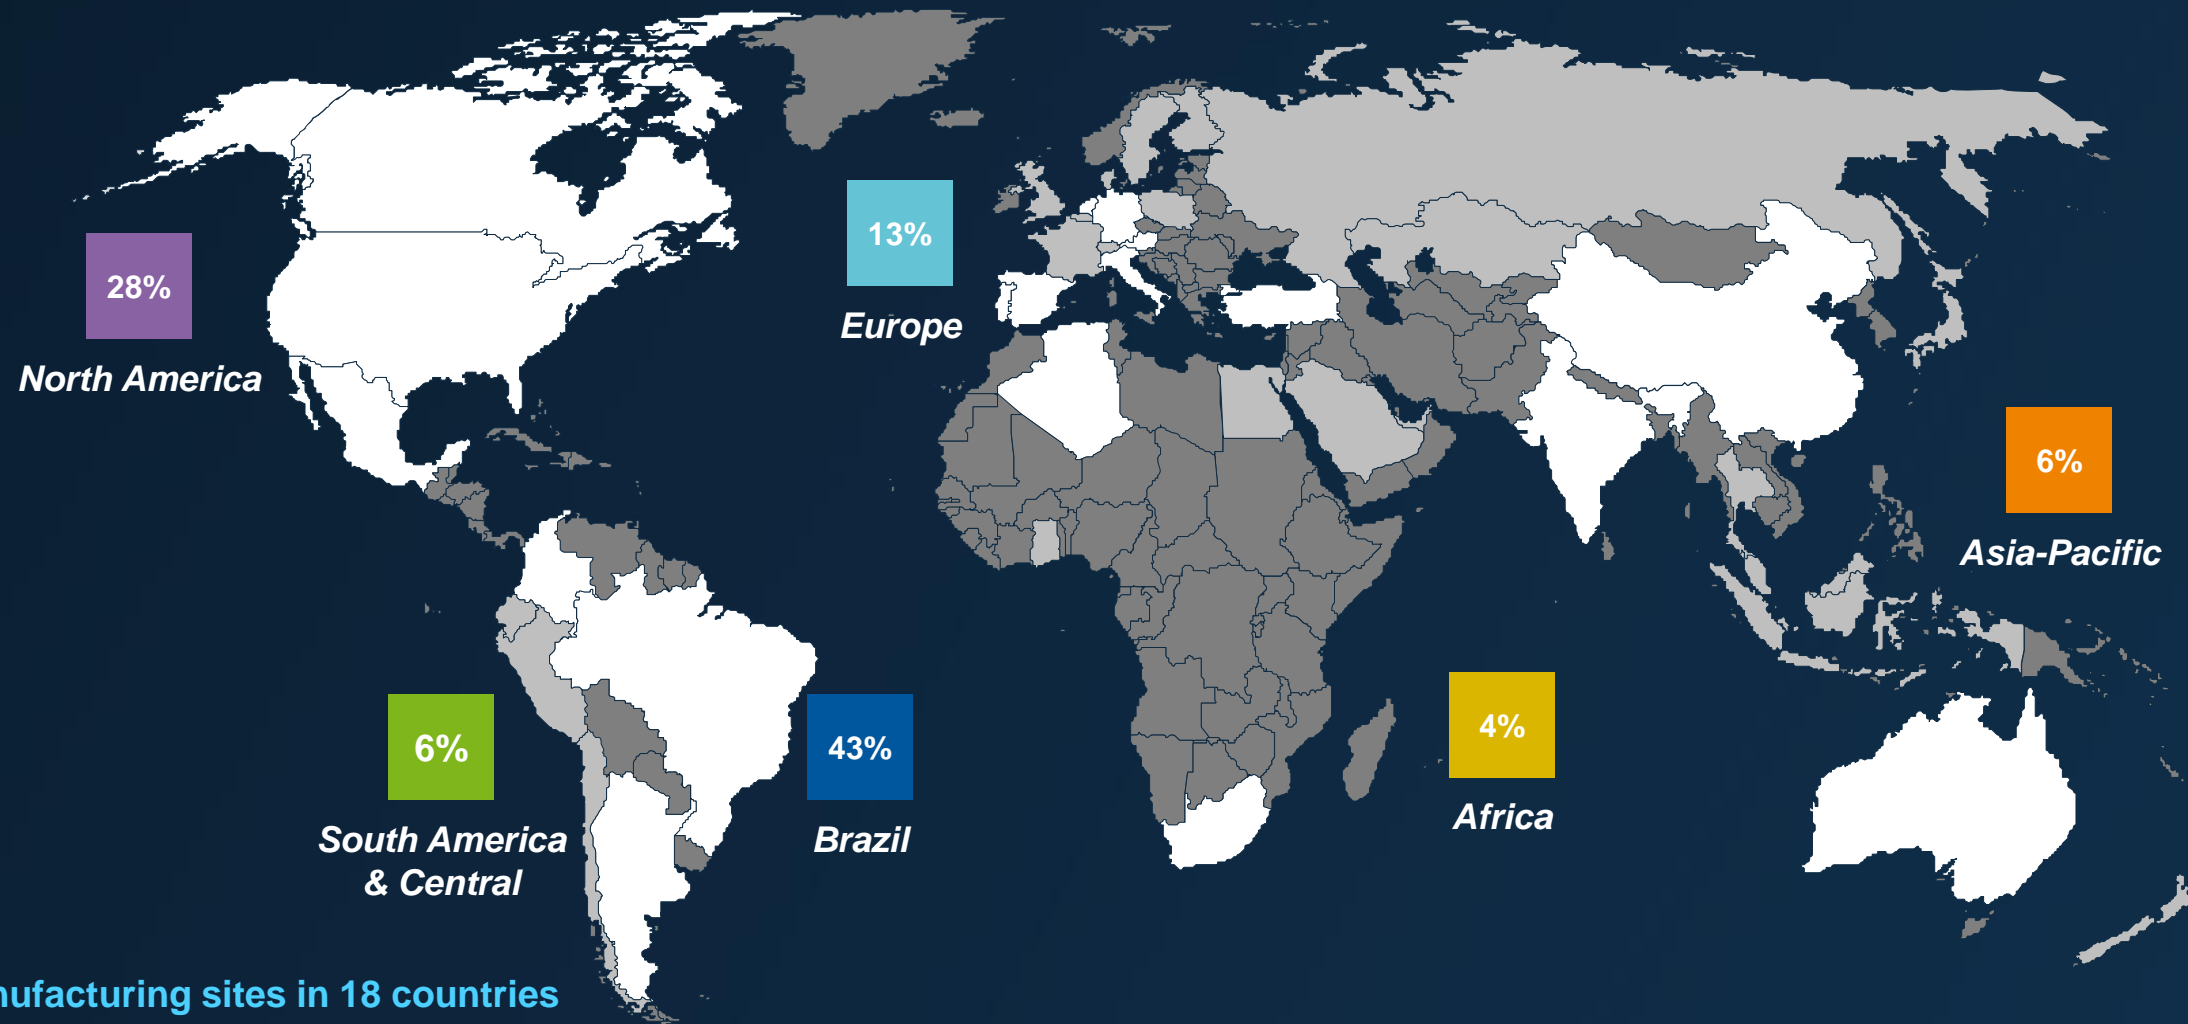 28%
North America
13%
Europe
6%
Asia-Pacific
6%
South America
& Central
43%
Brazil
4%
Africa
sites in 18 countries